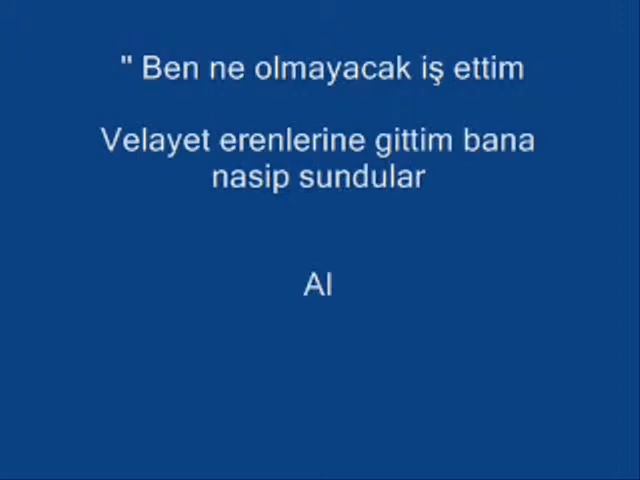 " Ben ne olmayacak iş ettim
Velayet erenlerine gittim bana
nasip sundular
Al